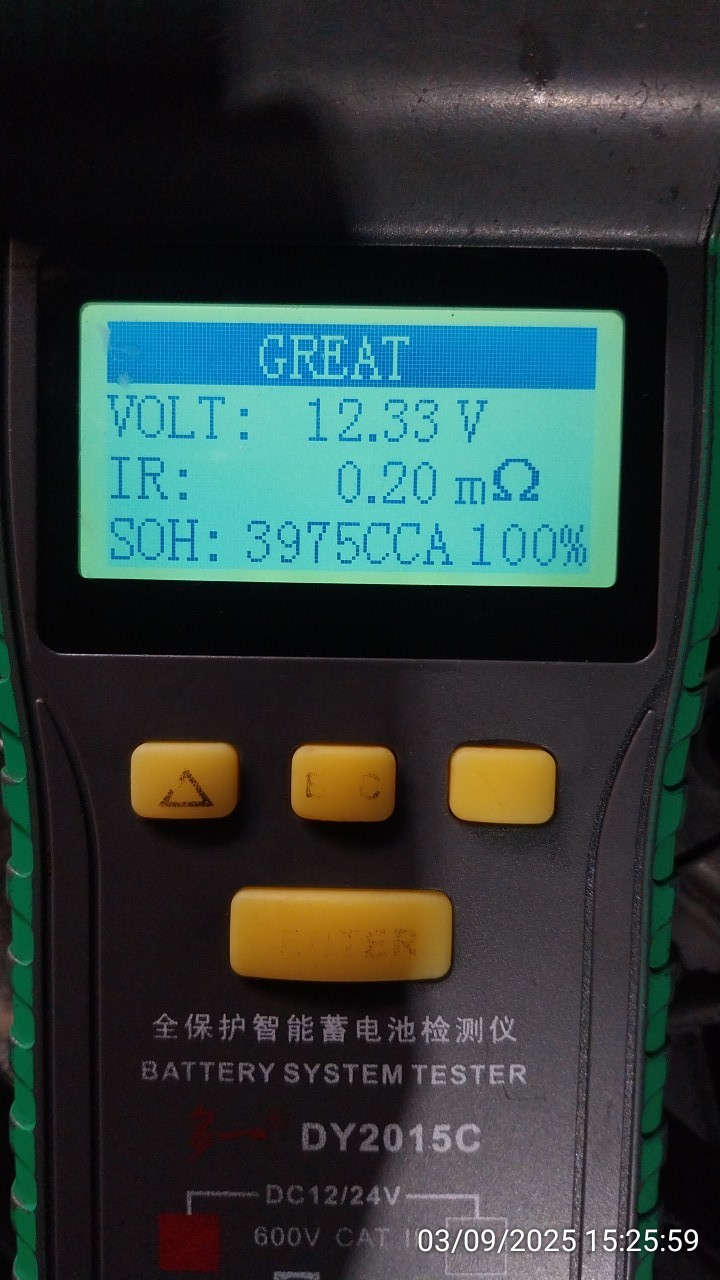 GREAT
VOLT: 12.33 V
IR: 0.20 mΩ
SOH: 3975CCA 100%
ENTER
全保护智能蓄电池检测仪
BATTERY SYSTEM TESTER
DY2015C
DC12/24V
600V CAT
03/09/2025 15:25:59